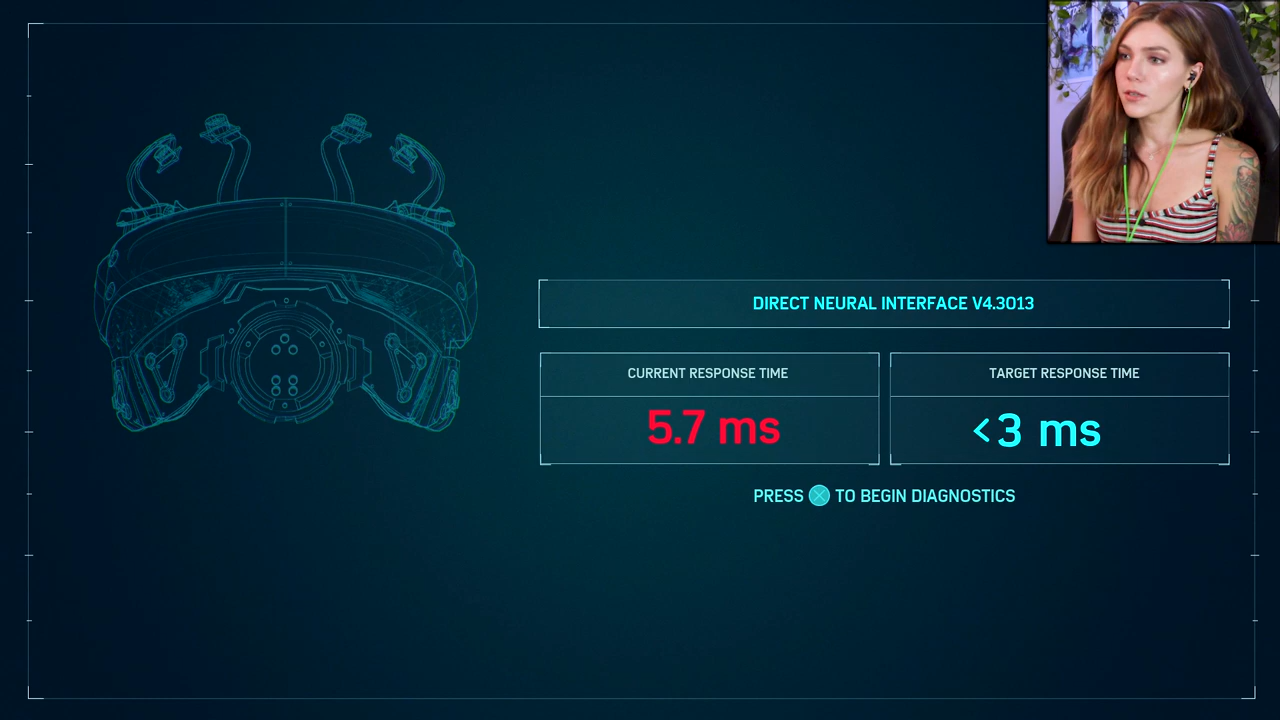 DIRECT NEURAL INTERFACE V4.3013
CURRENT RESPONSE TIME
5.7 ms
TARGET RESPONSE TIME
<3 ms
PRESS TO BEGIN DIAGNOSTICS